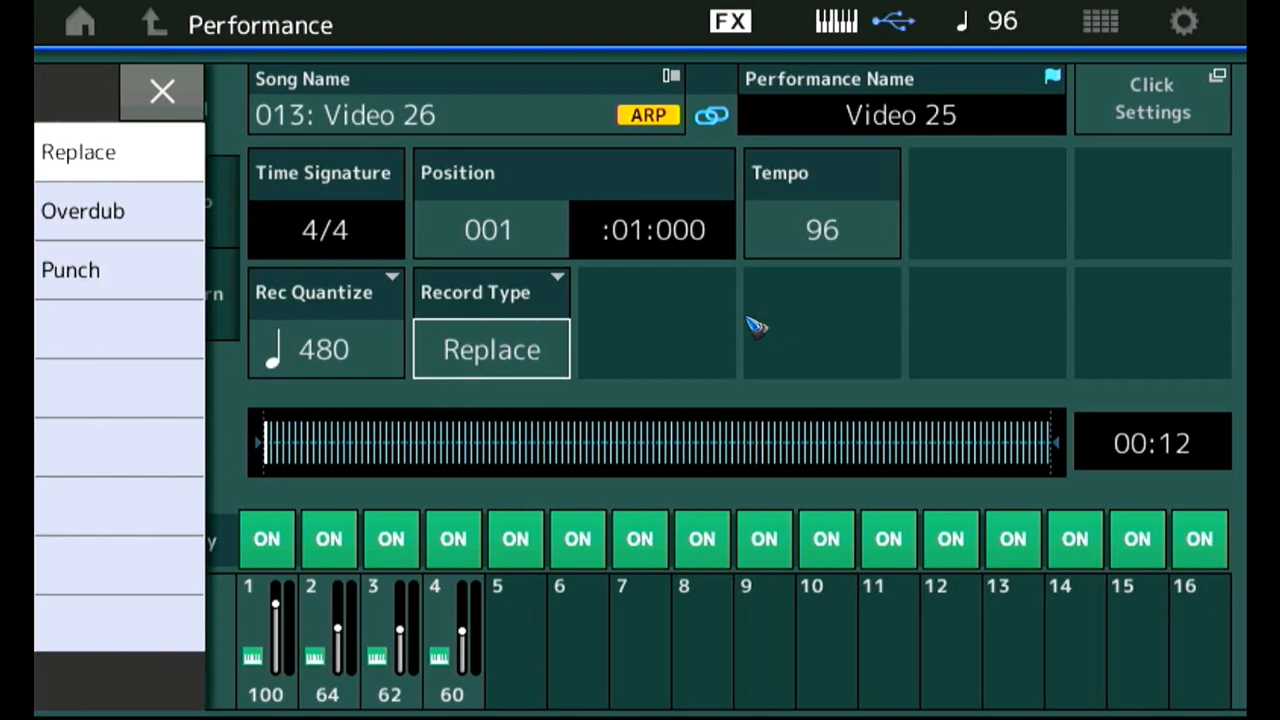 Performance
FX
96
Song Name
Performance Name
Click
Settings
013: Video 26
ARP
Video 25
Replace
Overdub
Punch
Time Signature
Position
Tempo
4/4
001
:01:000
96
Rec Quantize
Record Type
480
Replace
rn
00:12
y
ON ON ON ON ON ON ON ON ON ON ON ON ON ON ON ON
1 2 3 4 5 6 7 8 9 10 11 12 13 14 15 16
100 64 62 60